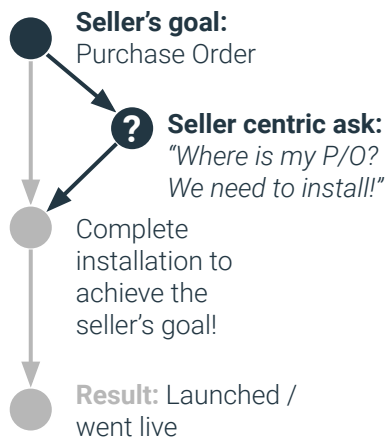 Seller’s goal:
Purchase Order
?
Seller centric ask:
“Where is my P/O?
We need to install!”
Complete
installation to
achieve the
seller’s goal!
Result: Launched /
went live